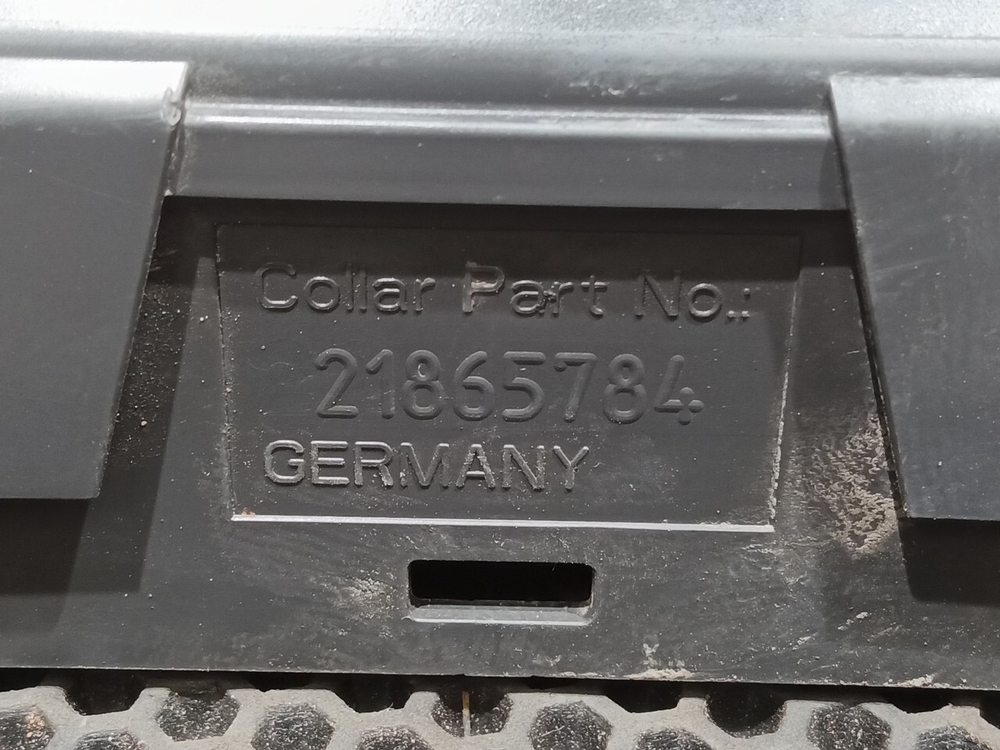 Collar Part No.:
21865784
GERMANY